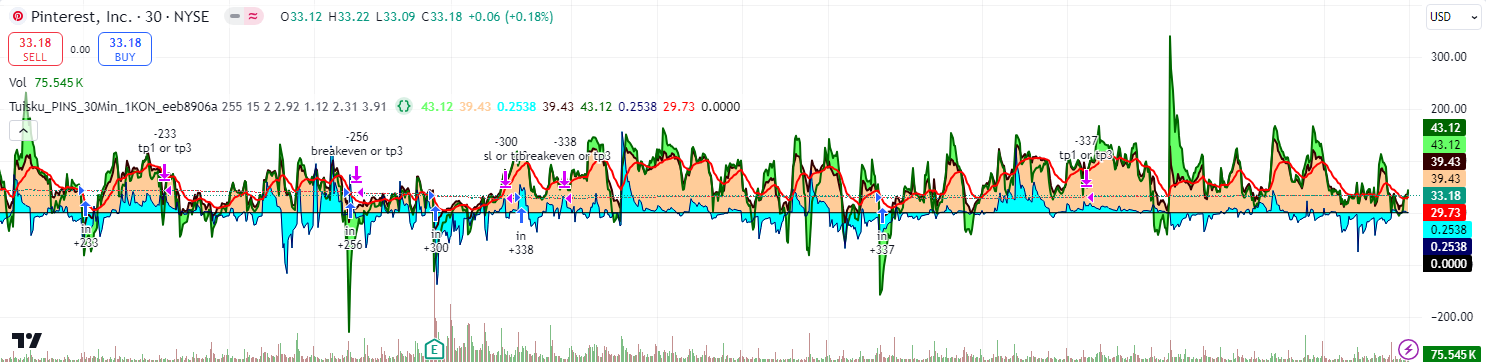 Pinterest, Inc. · 30 · NYSE O33.12 H33.22 L33.09 C33.18 +0.06 (+0.18%)
USD
33.18 0.00 33.18
SELL BUY
300.00
Vol 75.545 K
Tuisku_PINS_30Min_1KON_eeb8906a 255 15 2 2.92 1.12 2.31 3.91 {} 43.12 39.43 0.2538 39.43 43.12 0.2538 29.73 0.0000
200.00
-233
tp1 or tp3
-256
breakeven or tp3
-300
sl or
-338
breakeven or tp3
-337
tp1 or tp3
43.12
43.12
39.43
39.43
33.18
29.73
0.2538
0.2538
0.0000
in
+233
in
+256
in
+300
in
+338
in
+337
−200.00
E
75.545 K